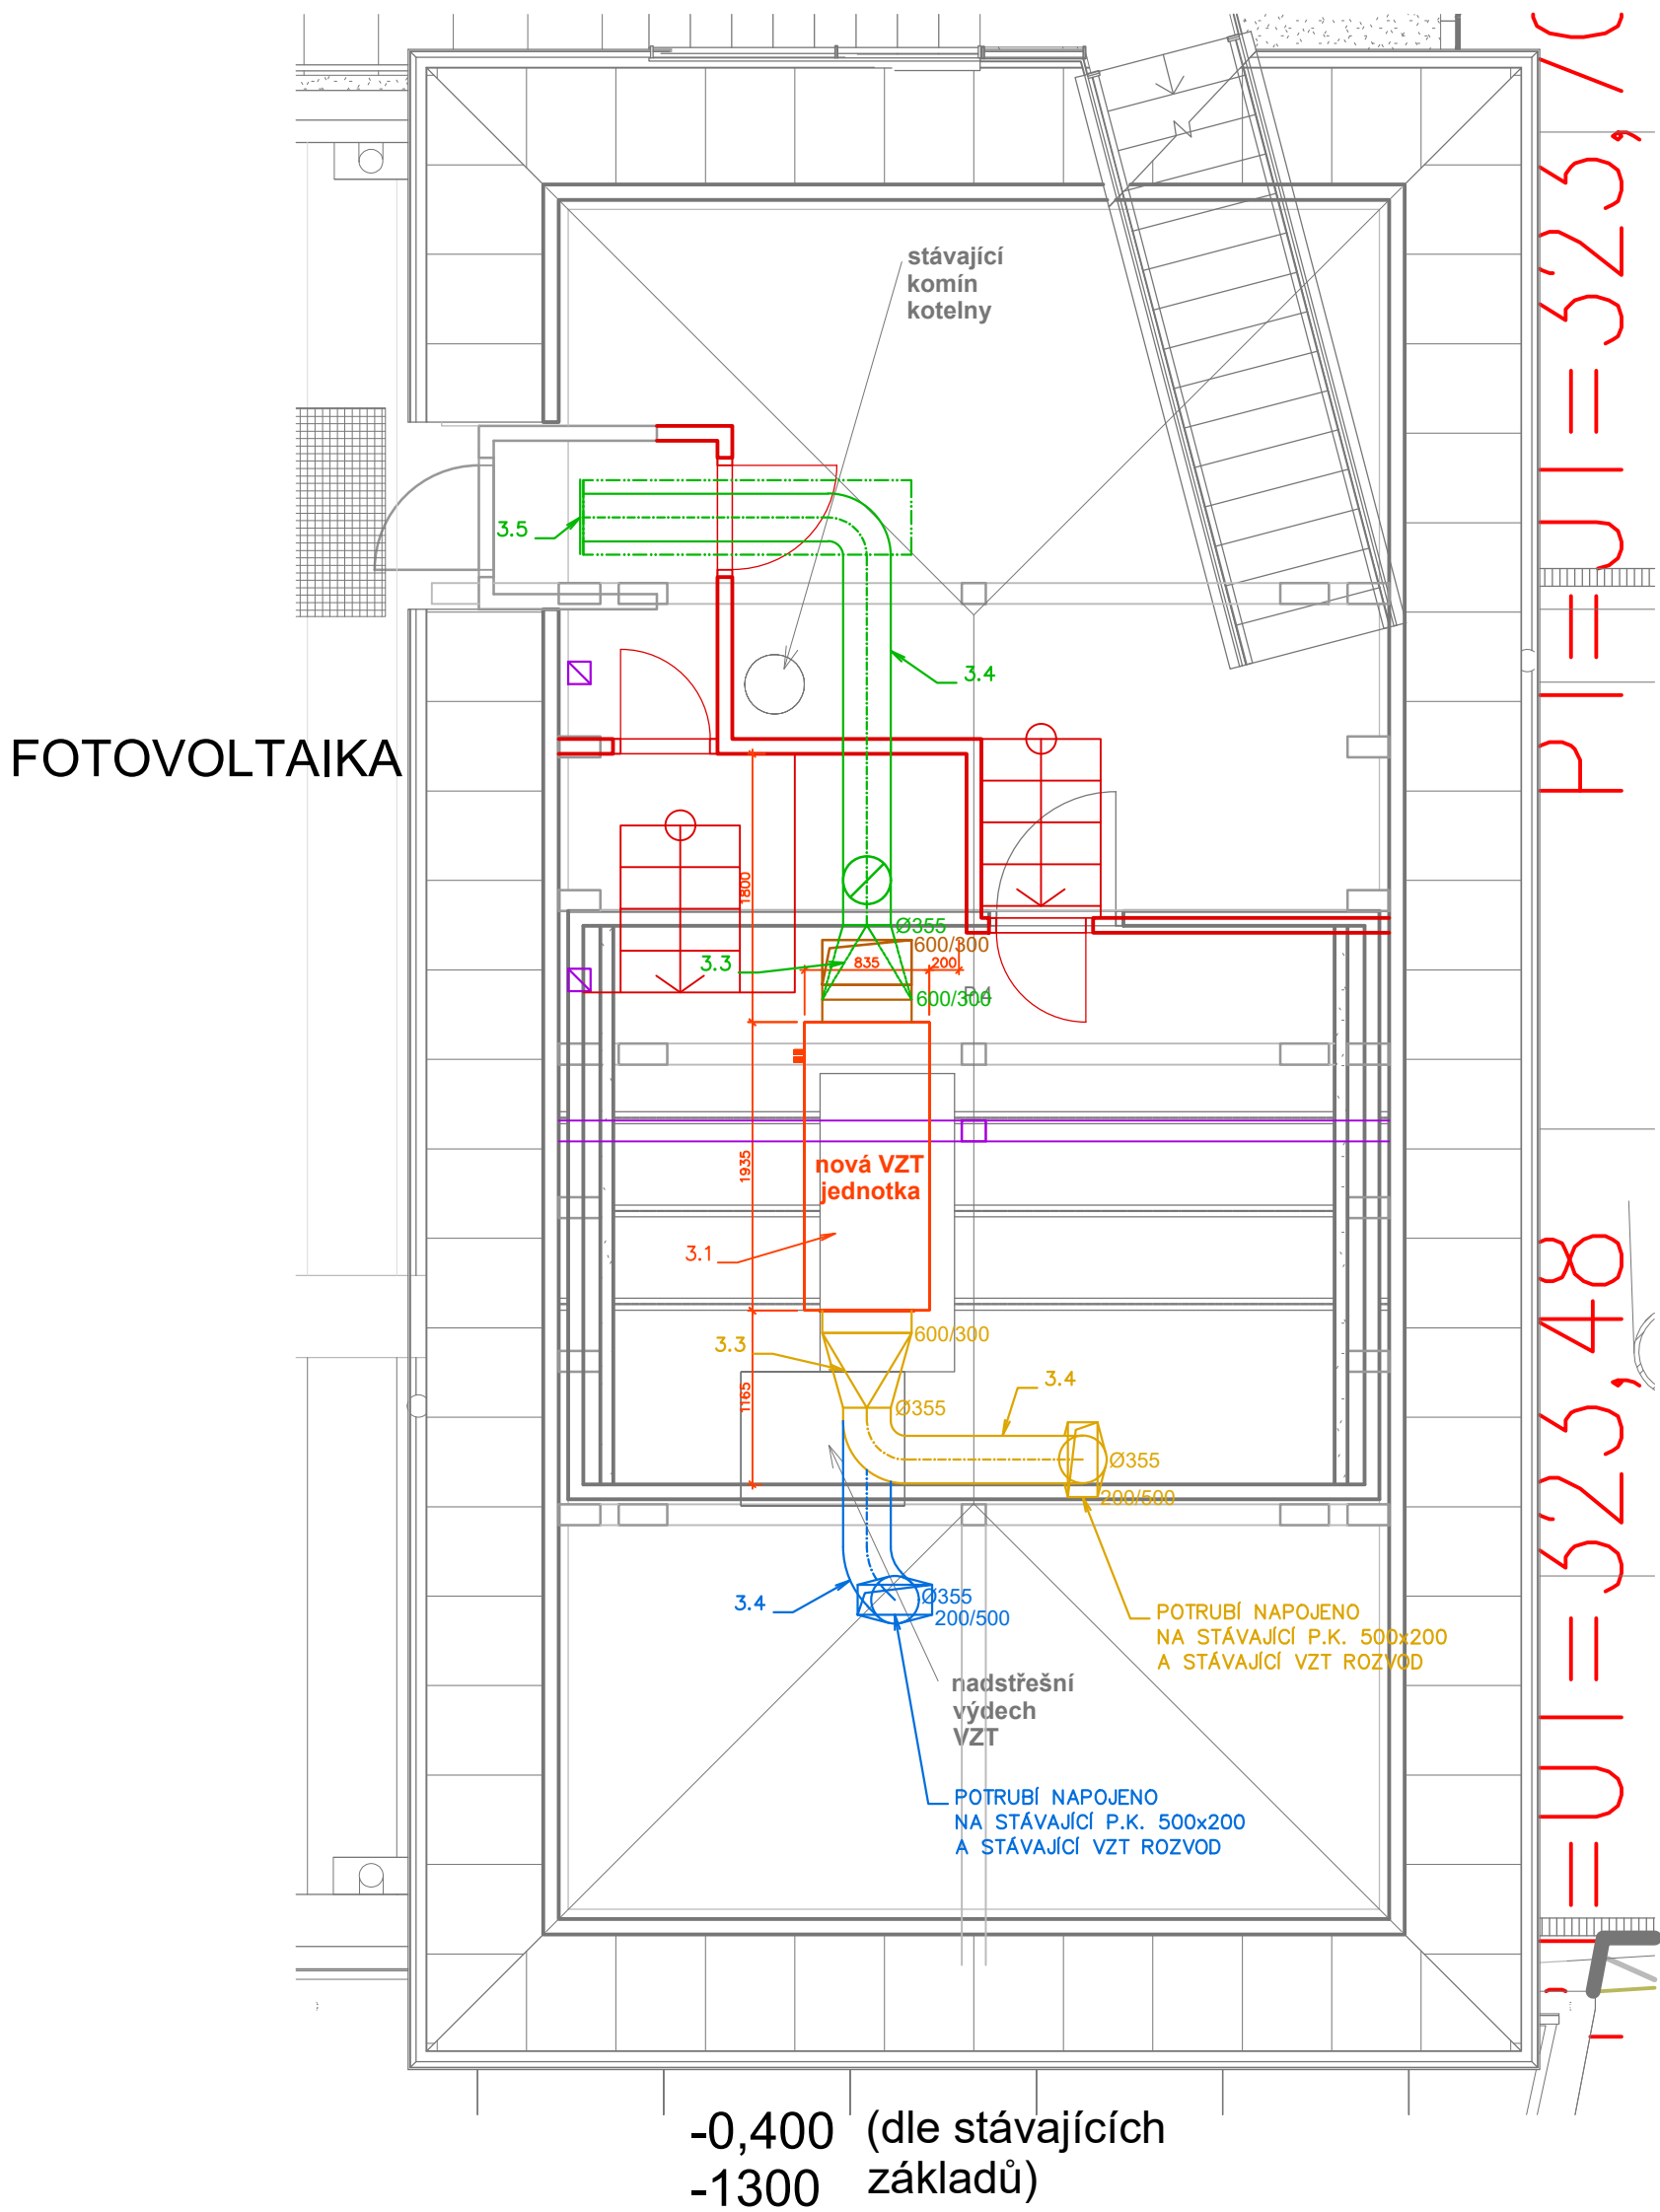 stávající
komín
kotelny
3.5
3.4
FOTOVOLTAIKA
1800
Ø355
600/300
3.3
835
200
600/300
nová VZT
jednotka
1935
3.1
600/300
3.3
3.4
1165
Ø355
Ø355
200/500
3.4
Ø355
200/500
POTRUBÍ NAPOJENO
NA STÁVAJÍCÍ P.K. 500x200
A STÁVAJÍCÍ VZT ROZVOD
nadstřešní
výdech
VZT
POTRUBÍ NAPOJENO
NA STÁVAJÍCÍ P.K. 500x200
A STÁVAJÍCÍ VZT ROZVOD
-0,400 (dle stávajících
-1300 základů)
=UT=323,48